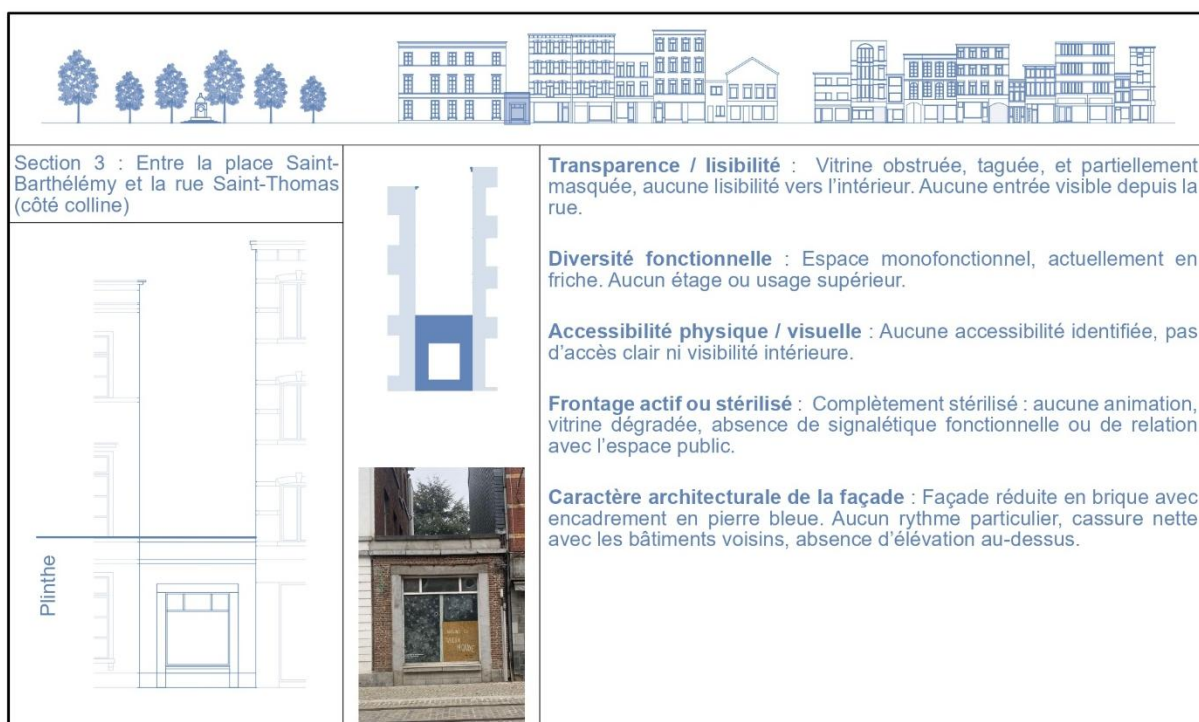 Section 3 : Entre la place Saint-
Barthélémy et la rue Saint-Thomas
(côté colline)
Plinthe
Transparence / lisibilité : Vitrine obstruée, taguée, et partiellement
masquée, aucune lisibilité vers l'intérieur. Aucune entrée visible depuis la
rue.
Diversité fonctionnelle : Espace monofonctionnel, actuellement en
friche. Aucun étage ou usage supérieur.
Accessibilité physique / visuelle : Aucune accessibilité identifiée, pas
d'accès clair ni visibilité intérieure.
Frontage actif ou stérilisé : Complètement stérilisé : aucune animation,
vitrine dégradée, absence de signalétique fonctionnelle ou de relation
avec l'espace public.
Caractère architecturale de la façade : Façade réduite en brique avec
encadrement en pierre bleue. Aucun rythme particulier, cassure nette
avec les bâtiments voisins, absence d'élévation au-dessus.